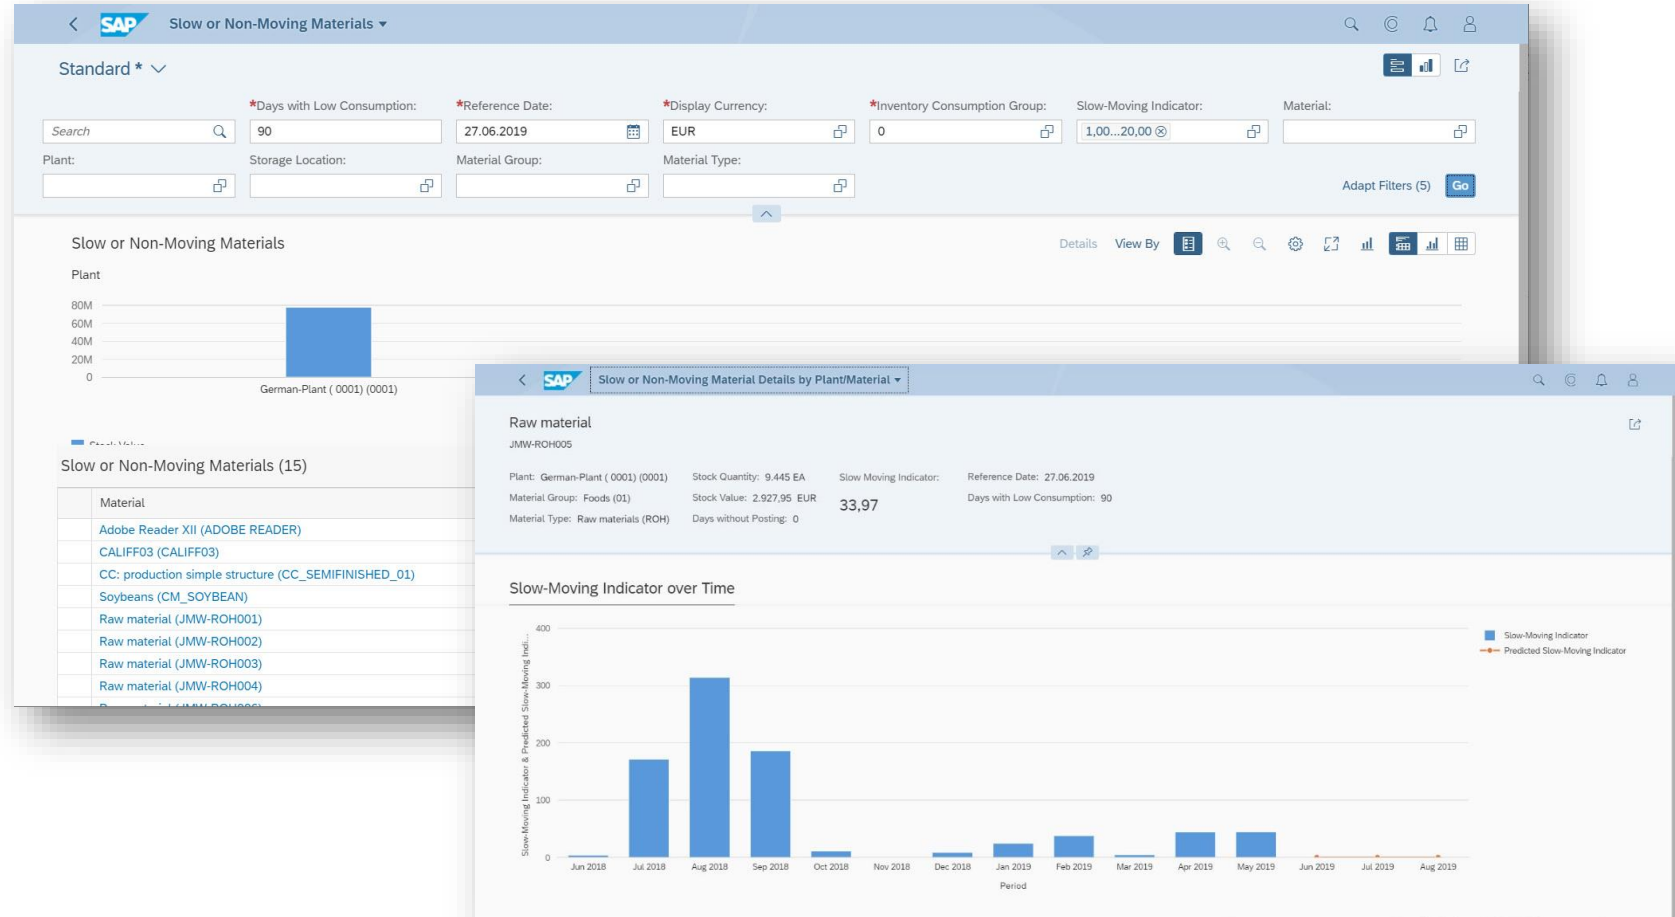 SAP Slow or Non-Moving Materials
Standard *
*Days with Low Consumption: *Reference Date: *Display Currency: *Inventory Consumption Group: Slow-Moving Indicator: Material:
Search 90 27.06.2019 EUR 0 1,00...20,00
Plant: Storage Location: Material Group: Material Type:
Adapt Filters (5) Go
Slow or Non-Moving Materials
Details View By
Plant
80M
60M
40M
20M
0
German-Plant ( 0001) (0001)
Stock Value
Slow or Non-Moving Materials (15)
Material
Adobe Reader XII (ADOBE READER)
CALIFF03 (CALIFF03)
CC: production simple structure (CC_SEMIFINISHED_01)
Soybeans (CM_SOYBEAN)
Raw material (JMW-ROH001)
Raw material (JMW-ROH002)
Raw material (JMW-ROH003)
Raw material (JMW-ROH004)
SAP Slow or Non-Moving Material Details by Plant/Material
Raw material
JMW-ROH005
Plant: German-Plant ( 0001) (0001) Stock Quantity: 9.445 EA Slow Moving Indicator: Reference Date: 27.06.2019
Material Group: Foods (01) Stock Value: 2.927,95 EUR 33,97 Days with Low Consumption: 90
Material Type: Raw materials (ROH) Days without Posting: 0
Slow-Moving Indicator over Time
Slow-Moving Indicator & Predicted Slow-Moving Indi...
400
300
200
100
0
Jun 2018 Jul 2018 Aug 2018 Sep 2018 Oct 2018 Nov 2018 Dec 2018 Jan 2019 Feb 2019 Mar 2019 Apr 2019 May 2019 Jun 2019 Jul 2019 Aug 2019
Period
Slow-Moving Indicator
Predicted Slow-Moving Indicator